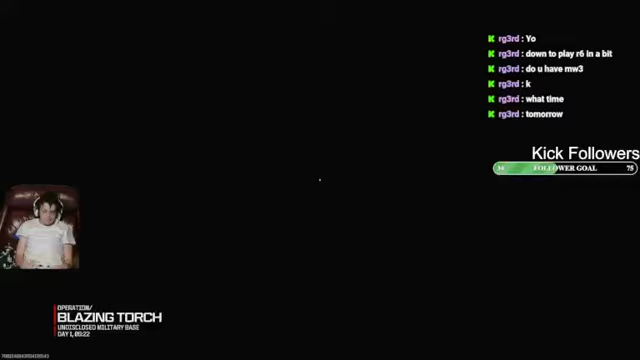 rg3rd : Yo
rg3rd : down to play r6 in a bit
rg3rd : do u have mw3
rg3rd : k
rg3rd : what time
rg3rd : tomorrow
Kick Followers
FOLLOWER GOAL 75
OPERATION/
BLAZING TORCH
UNDISCLOSED MILITARY BASE
DAY 1, 05:22